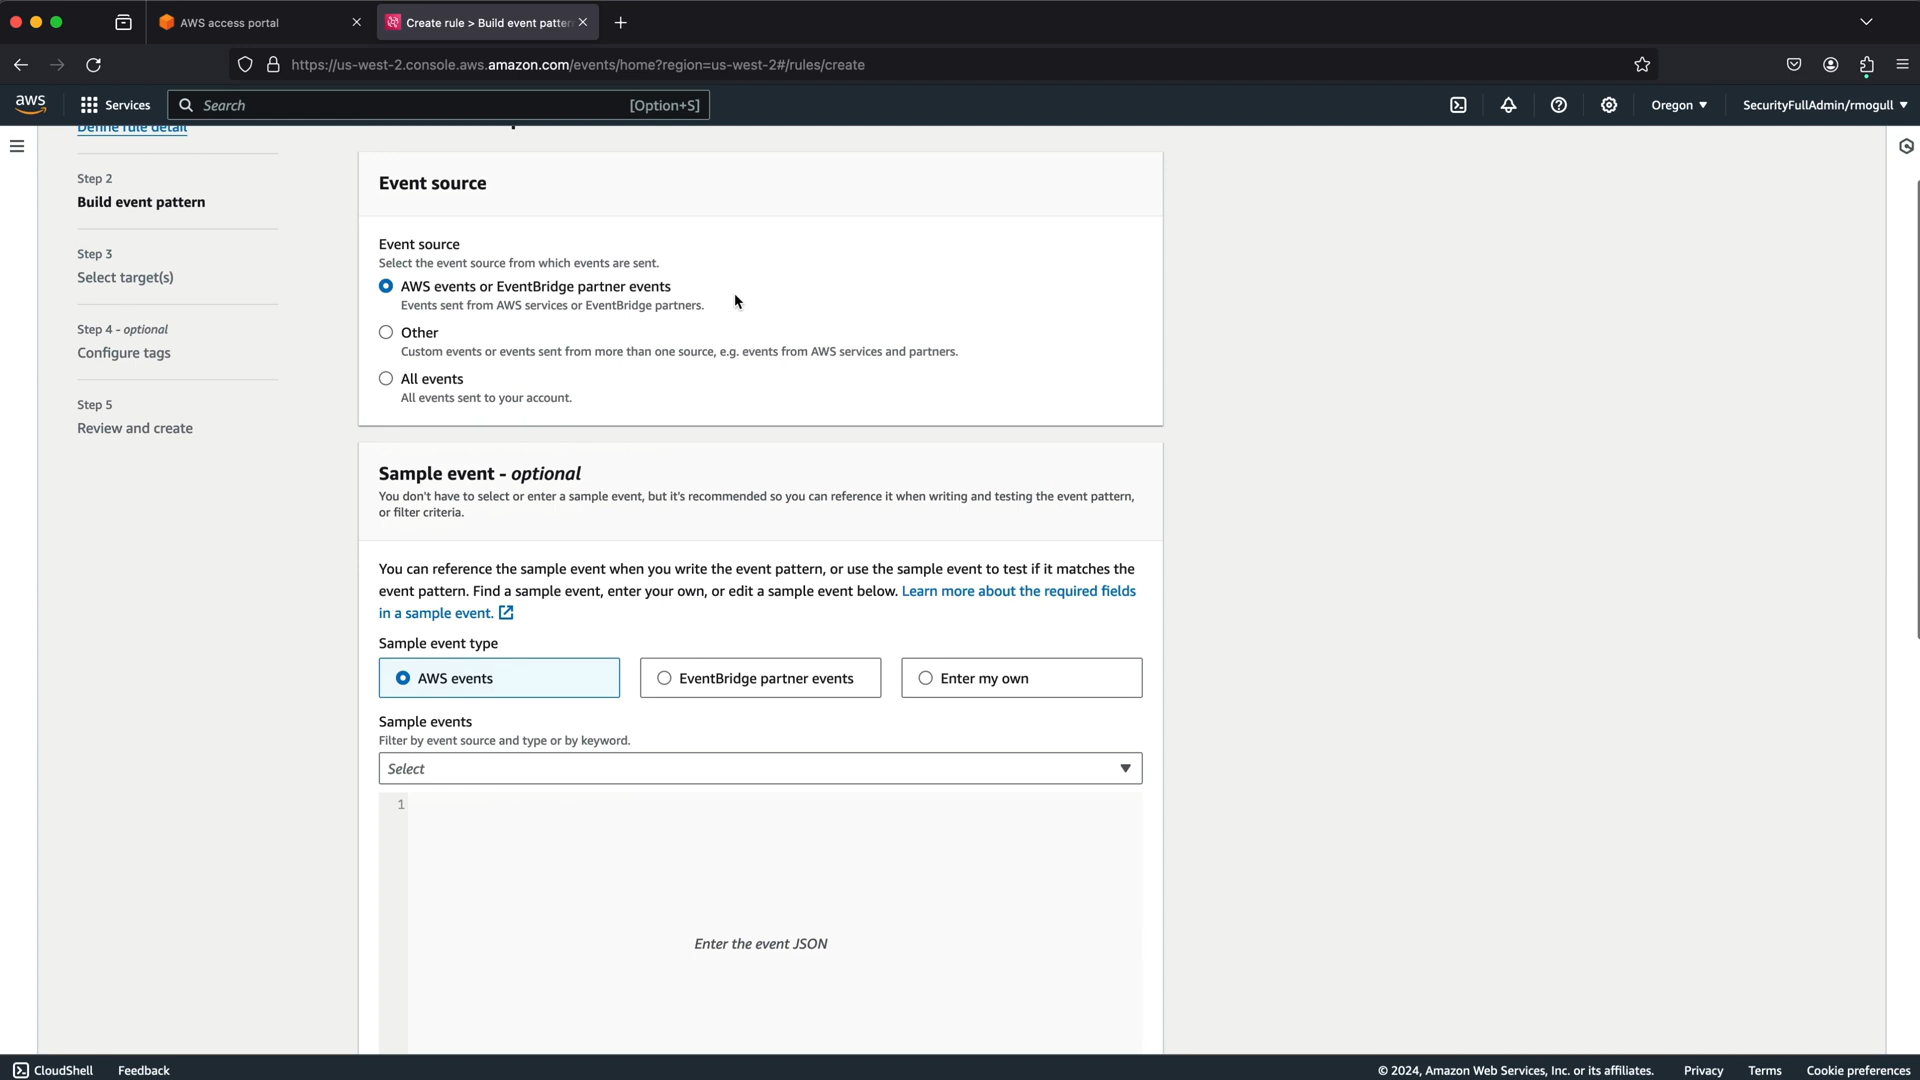 AWS access portal
Create rule > Build event patter
https://us-west-2.console.aws.amazon.com/events/home?region=us-west-2#/rules/create
aws
Services
Search
[Option+S]
Oregon
SecurityFullAdmin/rmogull
Define rule detail
Step 2
Build event pattern
Step 3
Select target(s)
Step 4 - optional
Configure tags
Step 5
Review and create
Event source
Event source
Select the event source from which events are sent.
AWS events or EventBridge partner events
Events sent from AWS services or EventBridge partners.
Other
Custom events or events sent from more than one source, e.g. events from AWS services and partners.
All events
All events sent to your account.
Sample event - optional
You don't have to select or enter a sample event, but it's recommended so you can reference it when writing and testing the event pattern,
or filter criteria.
You can reference the sample event when you write the event pattern, or use the sample event to test if it matches the
event pattern. Find a sample event, enter your own, or edit a sample event below. Learn more about the required fields
in a sample event.
Sample event type
AWS events
EventBridge partner events
Enter my own
Sample events
Filter by event source and type or by keyword.
Select
1
Enter the event JSON
CloudShell
Feedback
© 2024, Amazon Web Services, Inc. or its affiliates.
Privacy
Terms
Cookie preferences